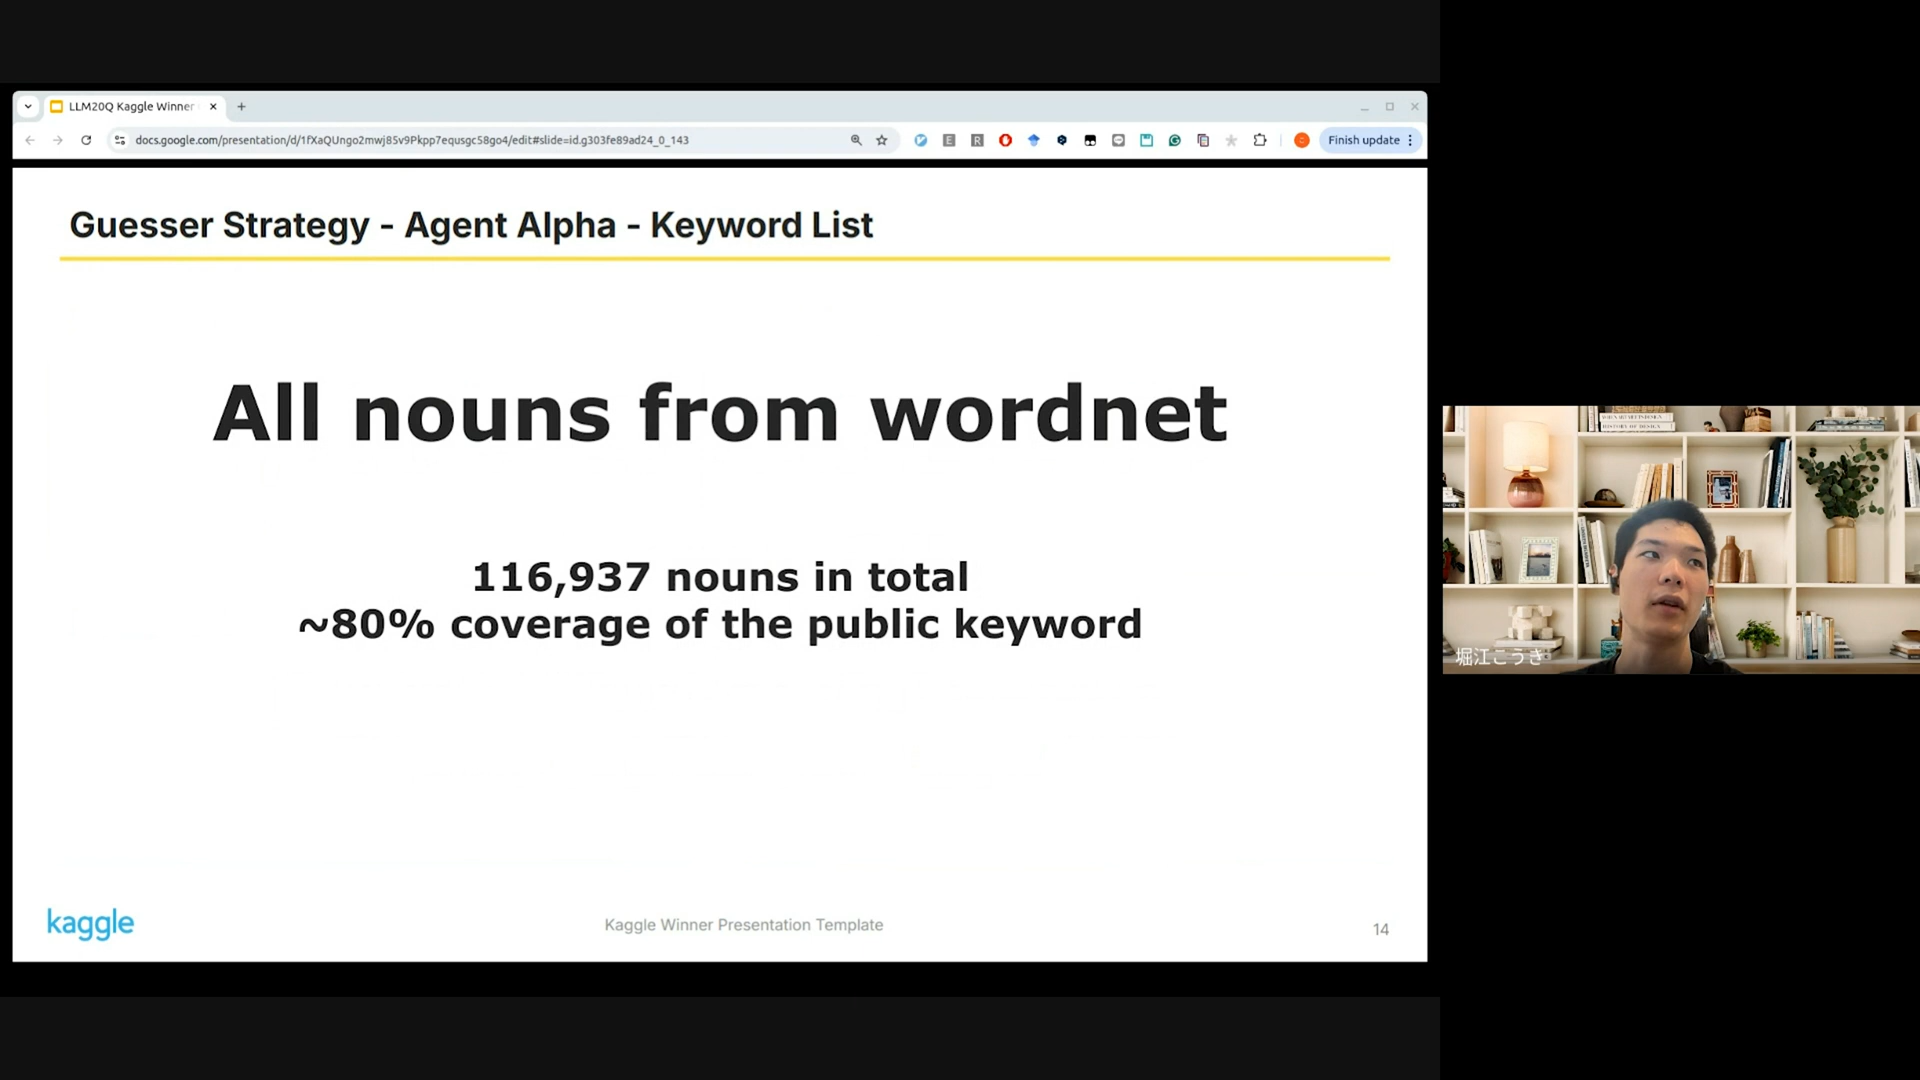 LLM20Q Kaggle Winner
docs.google.com/presentation/d/1fXaQUngo2mwj85v9Pkpp7equsgc58go4/edit#slide=id.g303fe89ad24_0_143
Finish update
Guesser Strategy - Agent Alpha - Keyword List
All nouns from wordnet
116,937 nouns in total
~80% coverage of the public keyword
kaggle
Kaggle Winner Presentation Template
14
堀江こうき